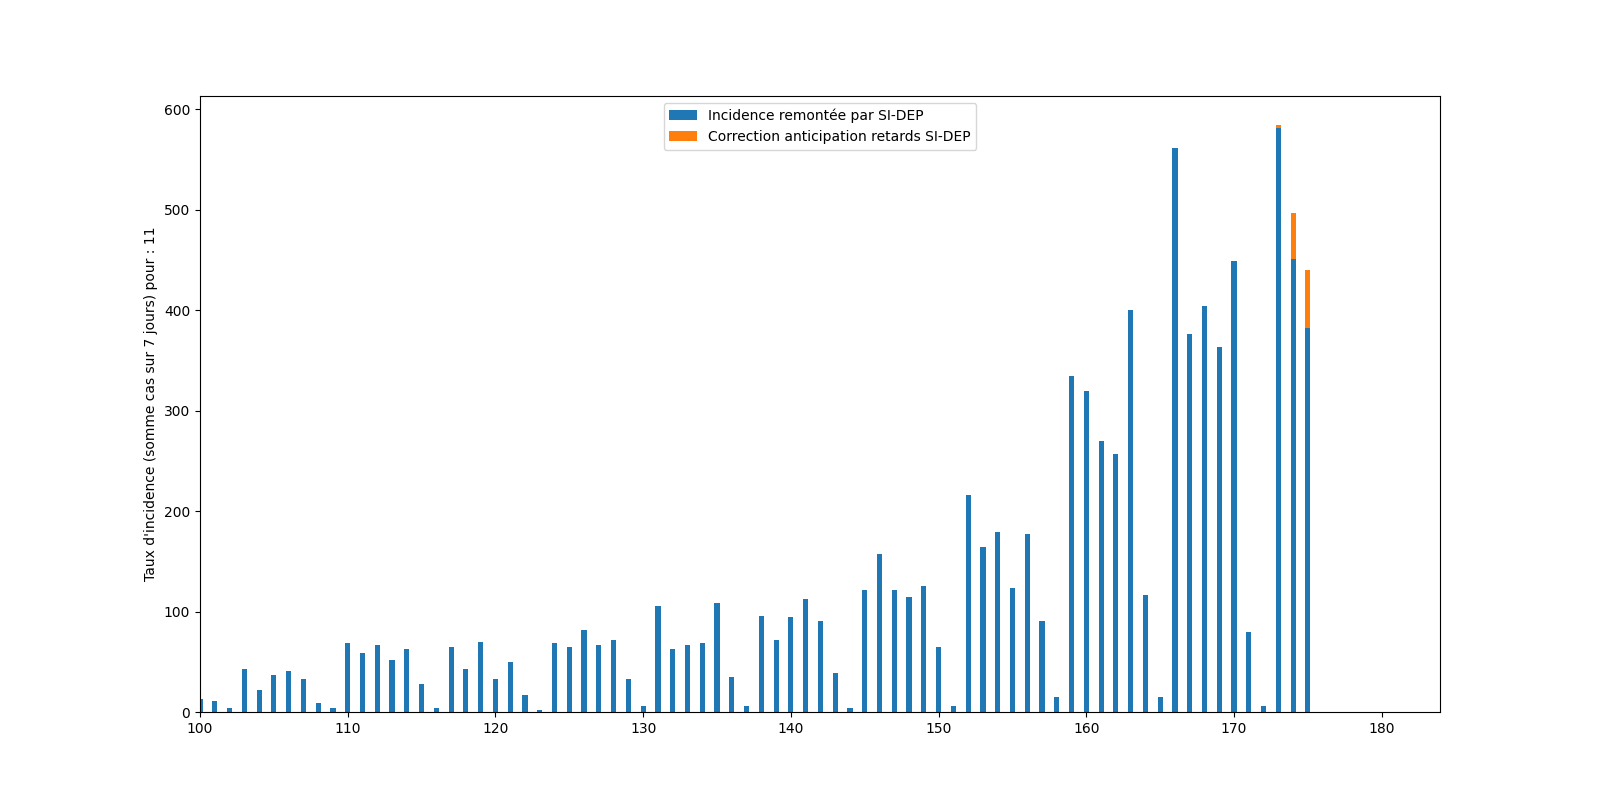 Incidence remontée par SI-DEP
Correction anticipation retards SI-DEP
Taux d'incidence (somme cas sur 7 jours) pour : 11
600
500
400
300
200
100
0
100 110 120 130 140 150 160 170 180